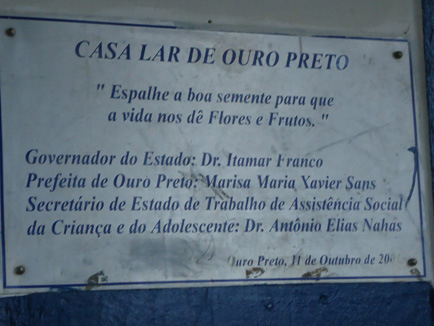 CASA LAR DE OURO PRETO
" Espalhe a boa semente para que
a vida nos dê Flores e Frutos. "
Governador do Estado: Dr. Itamar Franco
Prefeita de Ouro Preto: Marisa Maria Xavier Sans
Secretário de Estado de Trabalho de Assistência Social
da Criança e do Adolescente: Dr. Antônio Elias Nahas
Ouro Preto, 11 de Outubro de